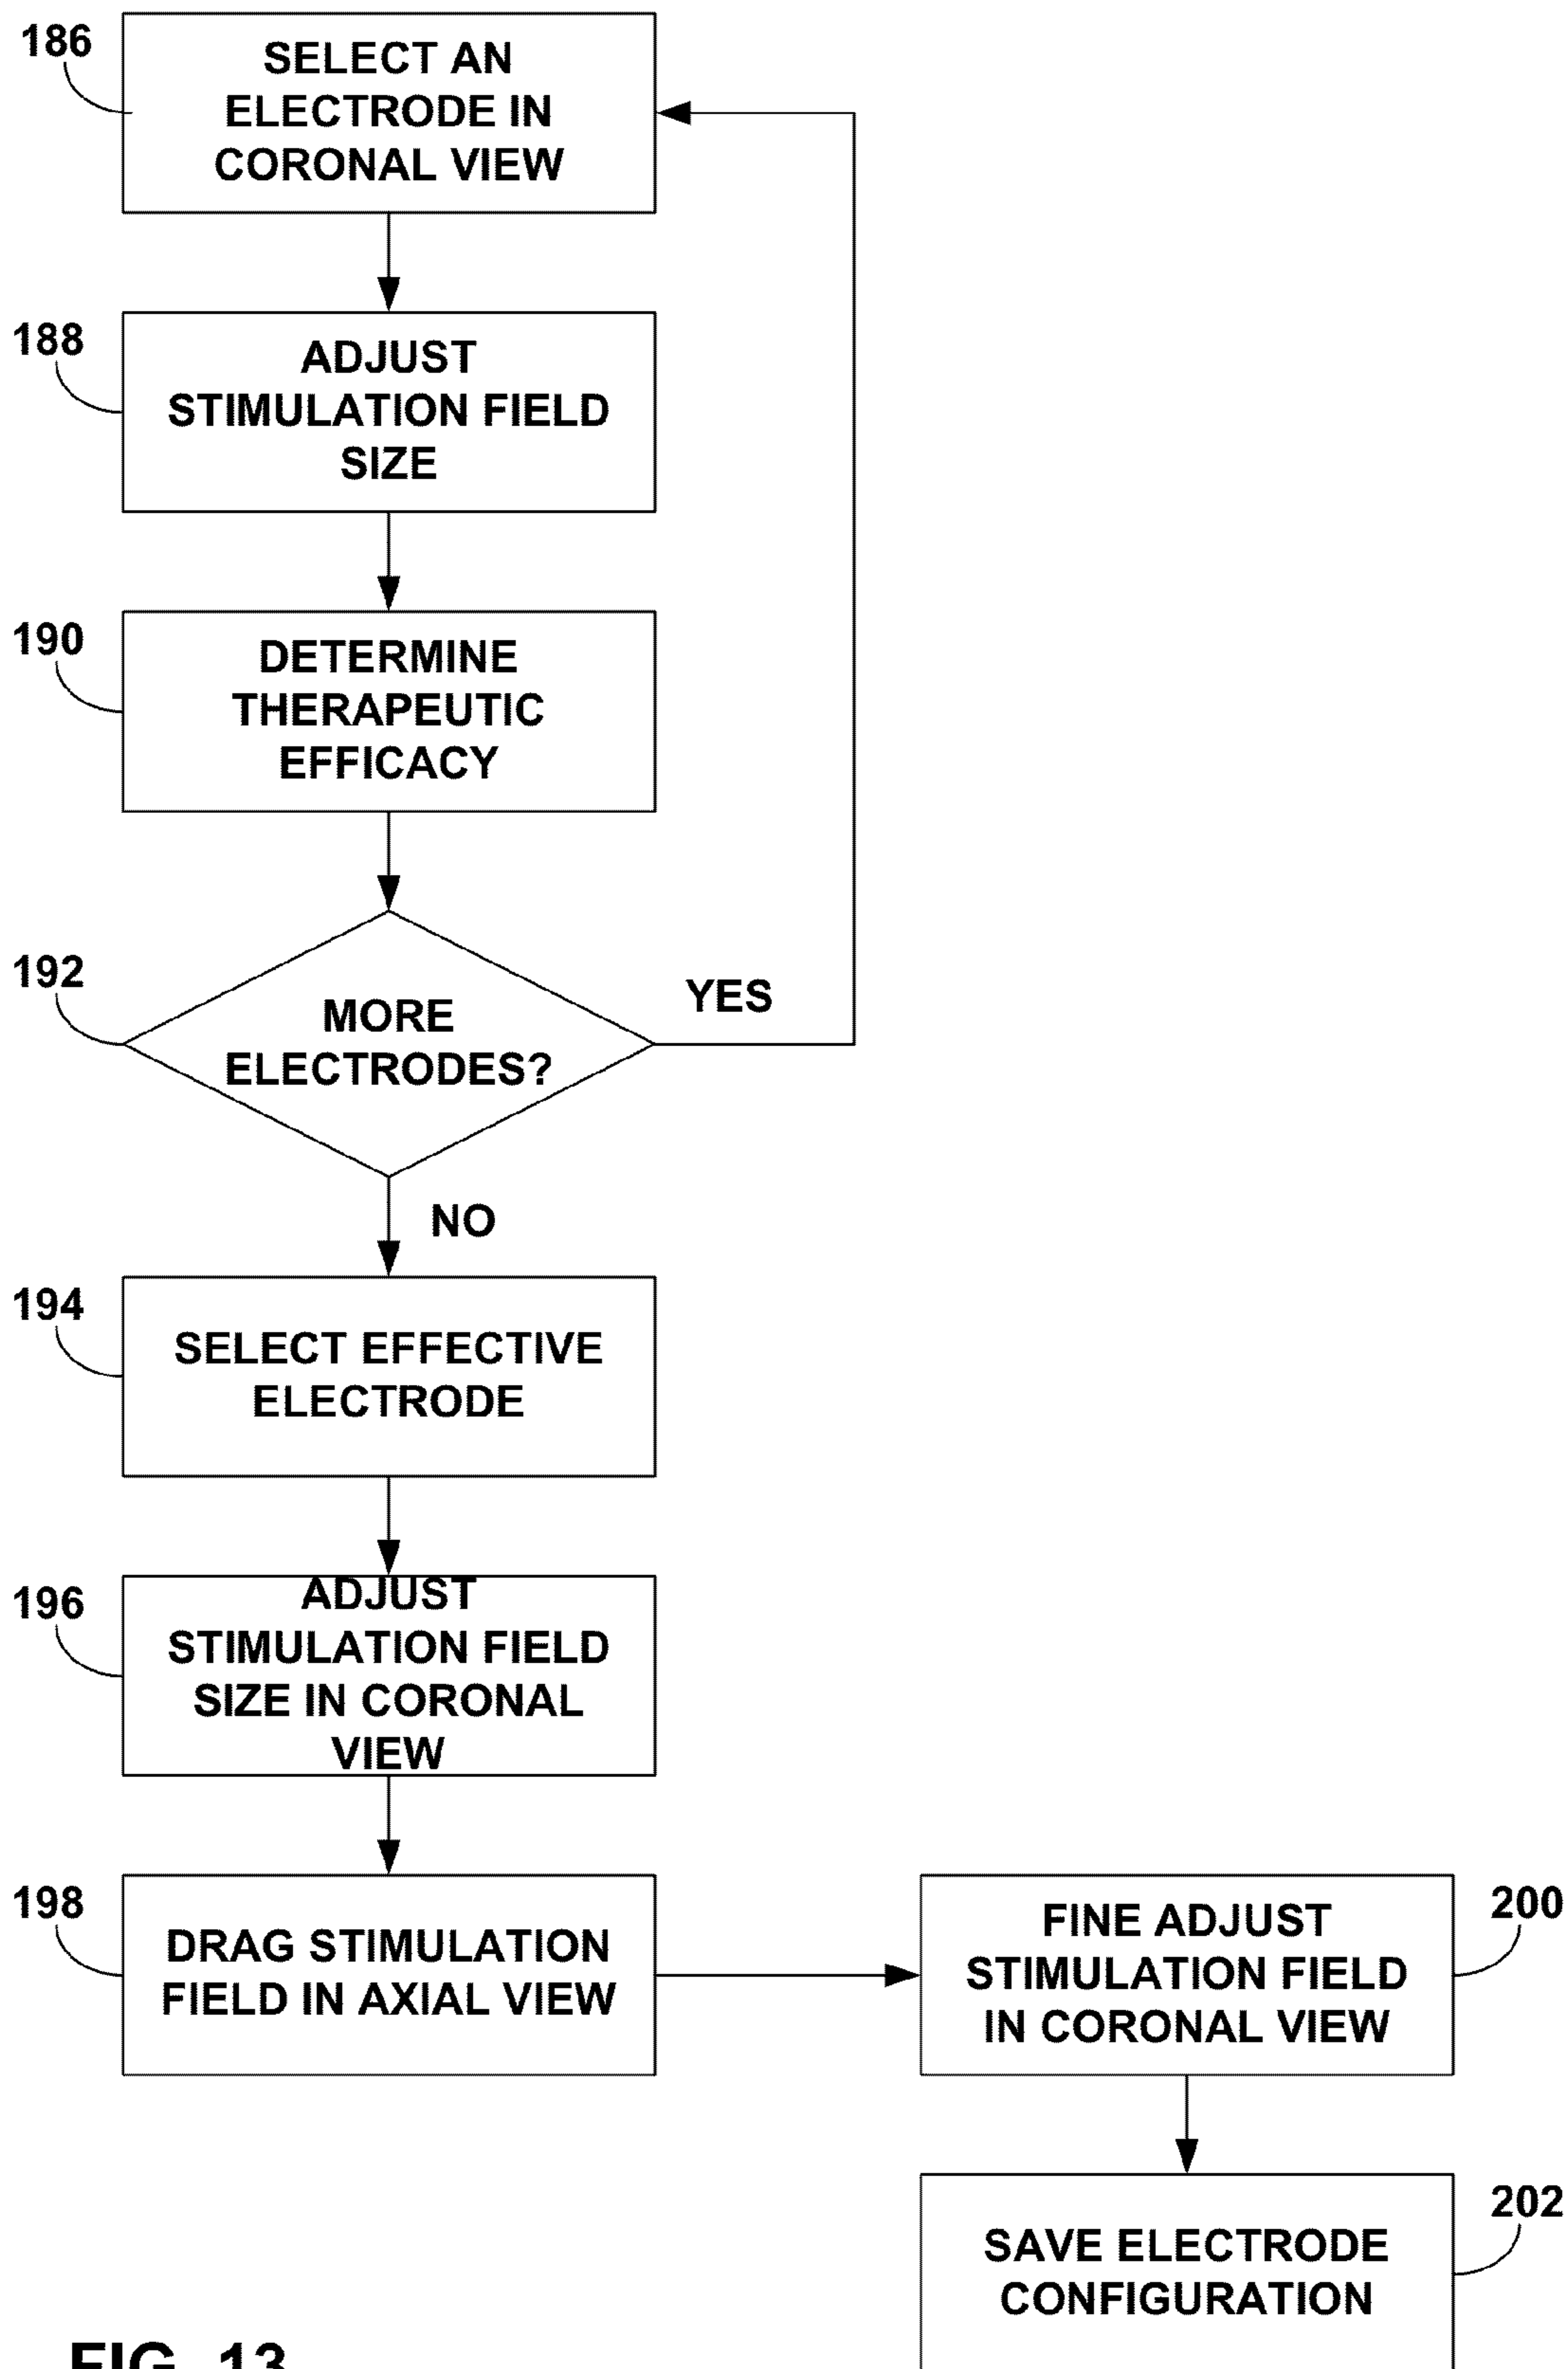 186
SELECT AN
ELECTRODE IN
CORONAL VIEW
188
ADJUST
STIMULATION FIELD
SIZE
190
DETERMINE
THERAPEUTIC
EFFICACY
192
MORE
ELECTRODES?
YES
NO
194
SELECT EFFECTIVE
ELECTRODE
196
ADJUST
STIMULATION FIELD
SIZE IN CORONAL
VIEW
198
DRAG STIMULATION
FIELD IN AXIAL VIEW
200
FINE ADJUST
STIMULATION FIELD
IN CORONAL VIEW
202
SAVE ELECTRODE
CONFIGURATION
FIG. 13